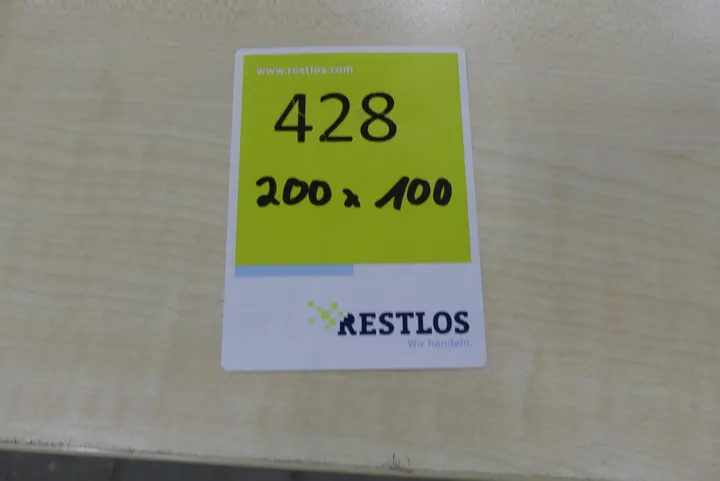 www.restlos.com
428
200 x 100
RESTLOS
Wir handeln.